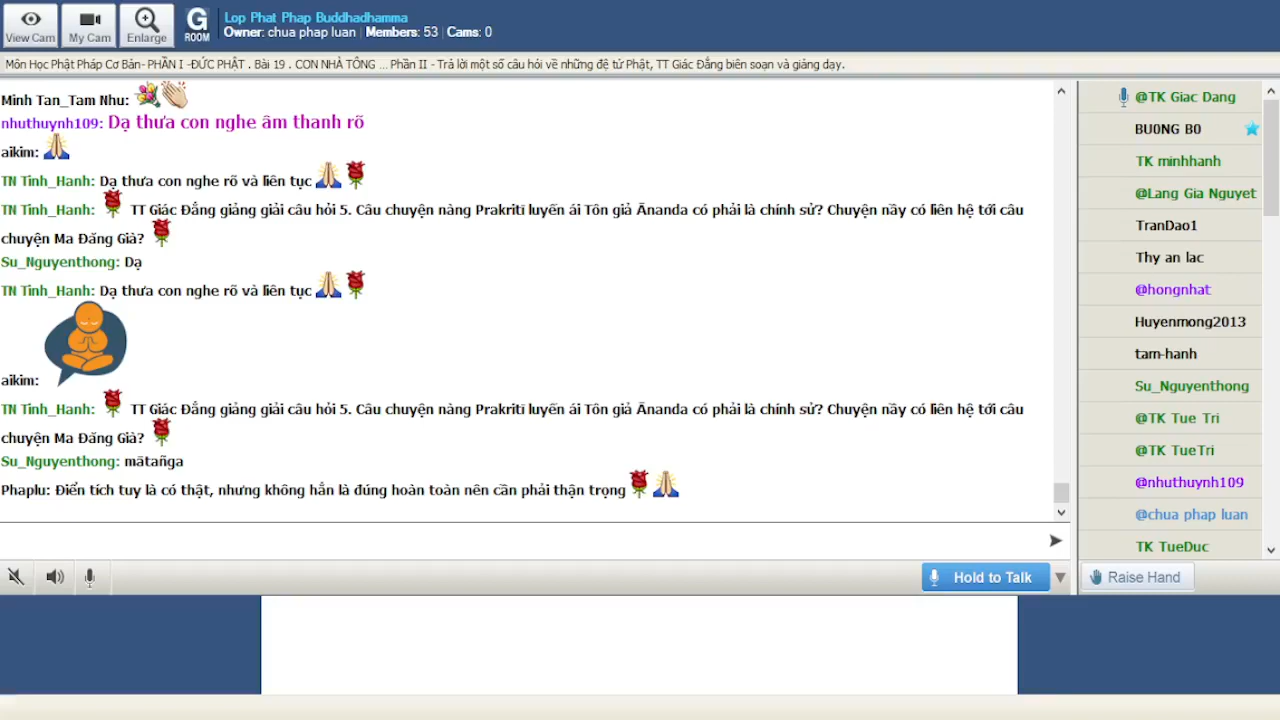 View Cam
My Cam
Enlarge
G
ROOM
Lop Phat Phap Buddhadhamma
Owner: chua phap luan | Members: 53 | Cams: 0
Môn Học Phật Pháp Cơ Bản- PHẦN I -ĐỨC PHẬT . Bài 19 . CON NHÀ TÔNG ... Phần II - Trả lời một số câu hỏi về những đệ tử Phật, TT Giác Đẳng biên soạn và giảng dạy.
Minh Tan_Tam Nhu:
nhuthuynh109: Dạ thưa con nghe âm thanh rõ
aikim:
TN Tinh_Hanh: Dạ thưa con nghe rõ và liên tục
TN Tinh_Hanh: TT Giác Đẳng giảng giải câu hỏi 5. Câu chuyện nàng Prakritī luyến ái Tôn giả Ānanda có phải là chính sử? Chuyện nầy có liên hệ tới câu
chuyện Ma Đăng Già?
Su_Nguyenthong: Dạ
TN Tinh_Hanh: Dạ thưa con nghe rõ và liên tục
aikim:
TN Tinh_Hanh: TT Giác Đẳng giảng giải câu hỏi 5. Câu chuyện nàng Prakritī luyến ái Tôn giả Ānanda có phải là chính sử? Chuyện nầy có liên hệ tới câu
chuyện Ma Đăng Già?
Su_Nguyenthong: mātañga
Phaplu: Điển tích tuy là có thật, nhưng không hẳn là đúng hoàn toàn nên cần phải thận trọng
@TK Giac Dang
BU0NG B0
TK minhhanh
@Lang Gia Nguyet
TranDao1
Thy an lac
@hongnhat
Huyenmong2013
tam-hanh
Su_Nguyenthong
@TK Tue Tri
@TK TueTri
@nhuthuynh109
@chua phap luan
TK TueDuc
Hold to Talk
Raise Hand